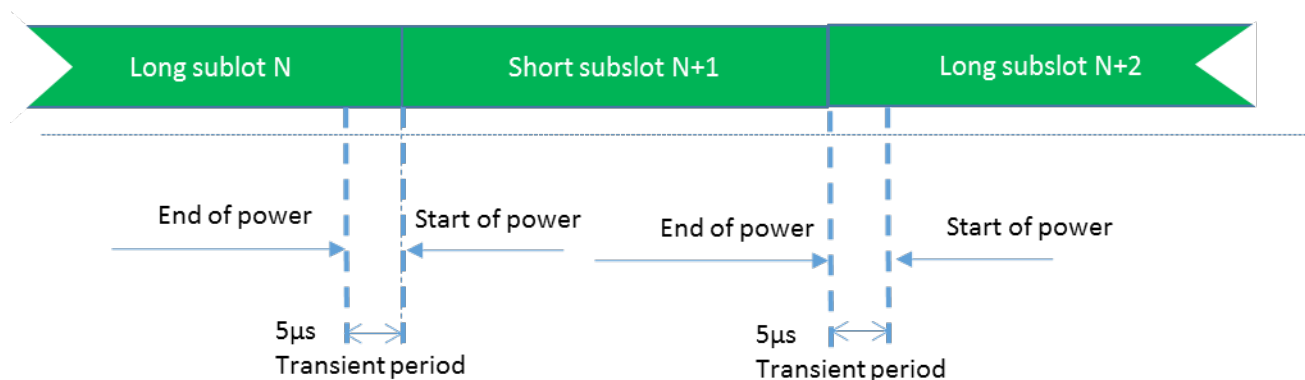 Long sublot N
Short subslot N+1
Long subslot N+2
End of power
Start of power
End of power
Start of power
5µs
Transient period
5µs
Transient period